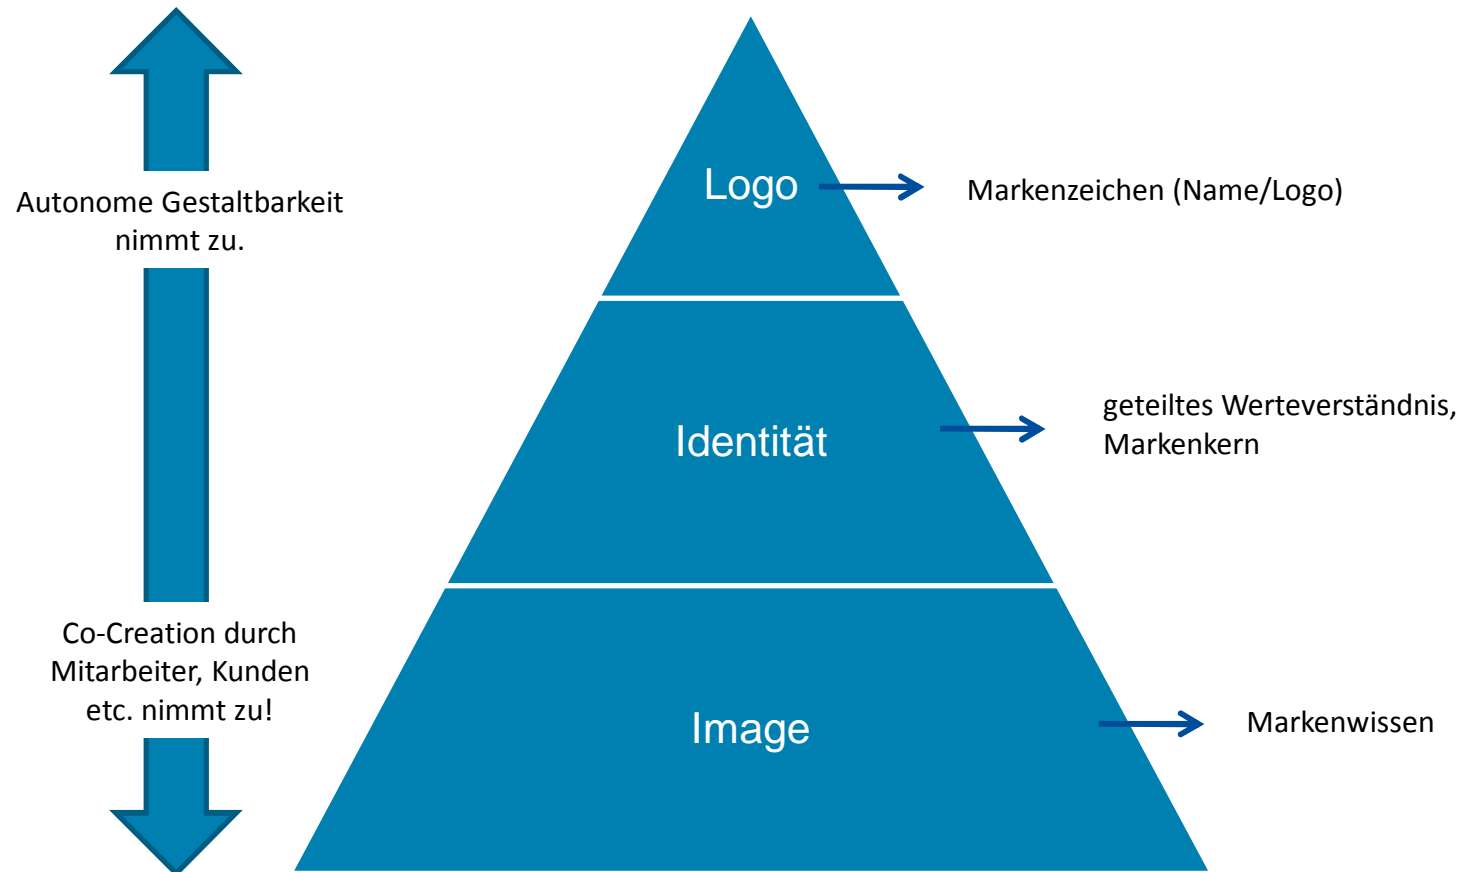 Logo
Markenzeichen (Name/Logo)
Autonome Gestaltbarkeit
nimmt zu.
Identität
geteiltes Werteverständnis,
Markenkern
Co-Creation durch
Mitarbeiter, Kunden
etc. nimmt zu!
Image
Markenwissen